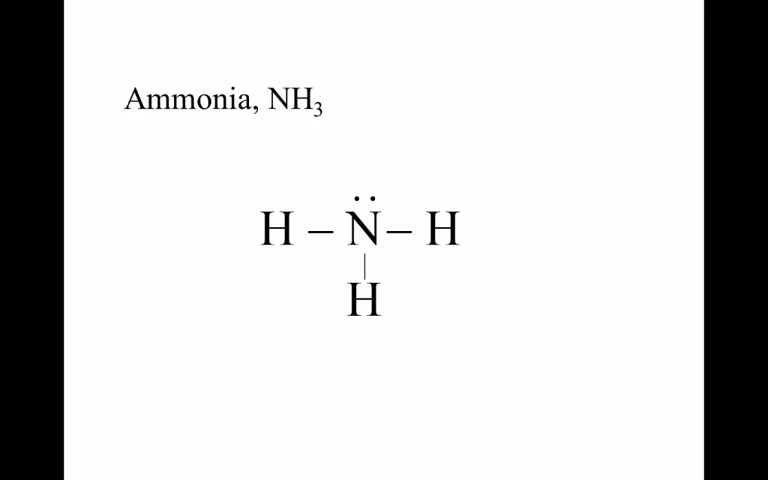 Ammonia, NH₃
H – N̈ – H
|
H